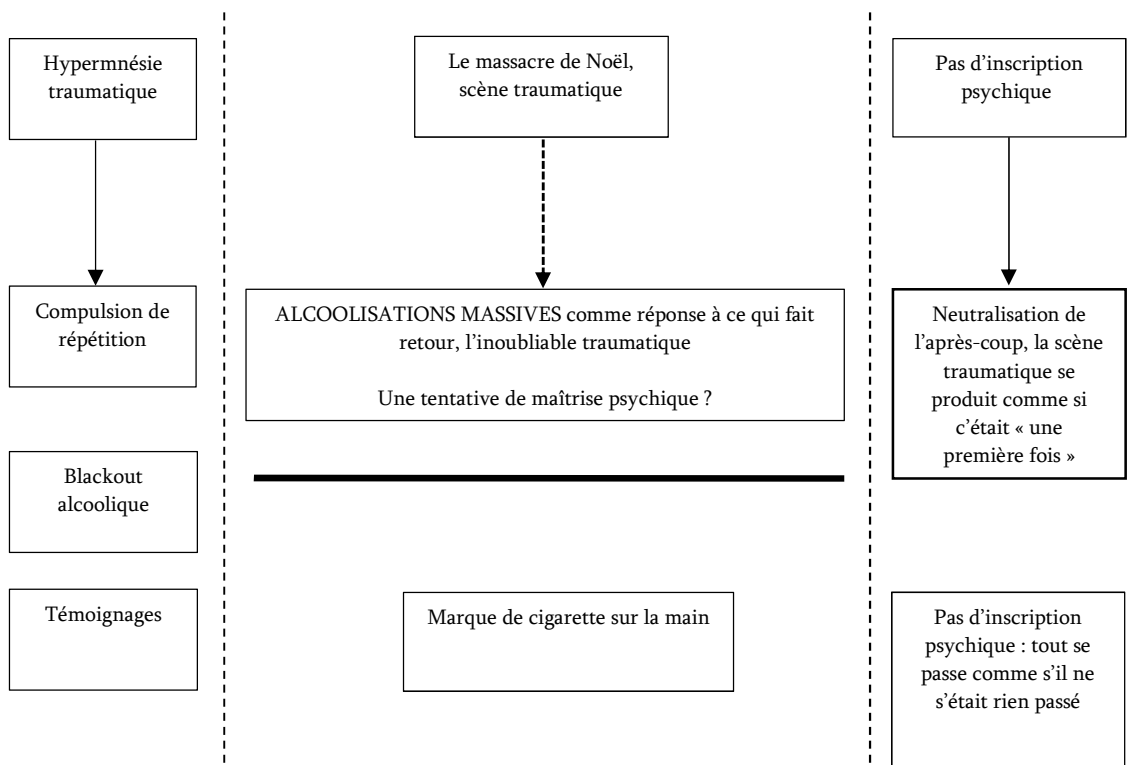 Hypermnésie
traumatique
Le massacre de Noël,
scène traumatique
Pas d'inscription
psychique
Compulsion de
répétition
ALCOOLISATIONS MASSIVES comme réponse à ce qui fait
retour, l’inoubliable traumatique
Une tentative de maîtrise psychique ?
Neutralisation de
l’après-coup, la scène
traumatique se
produit comme si
c’était « une
première fois »
Blackout
alcoolique
Témoignages
Marque de cigarette sur la main
Pas d’inscription
psychique : tout se
passe comme s’il ne
s’était rien passé